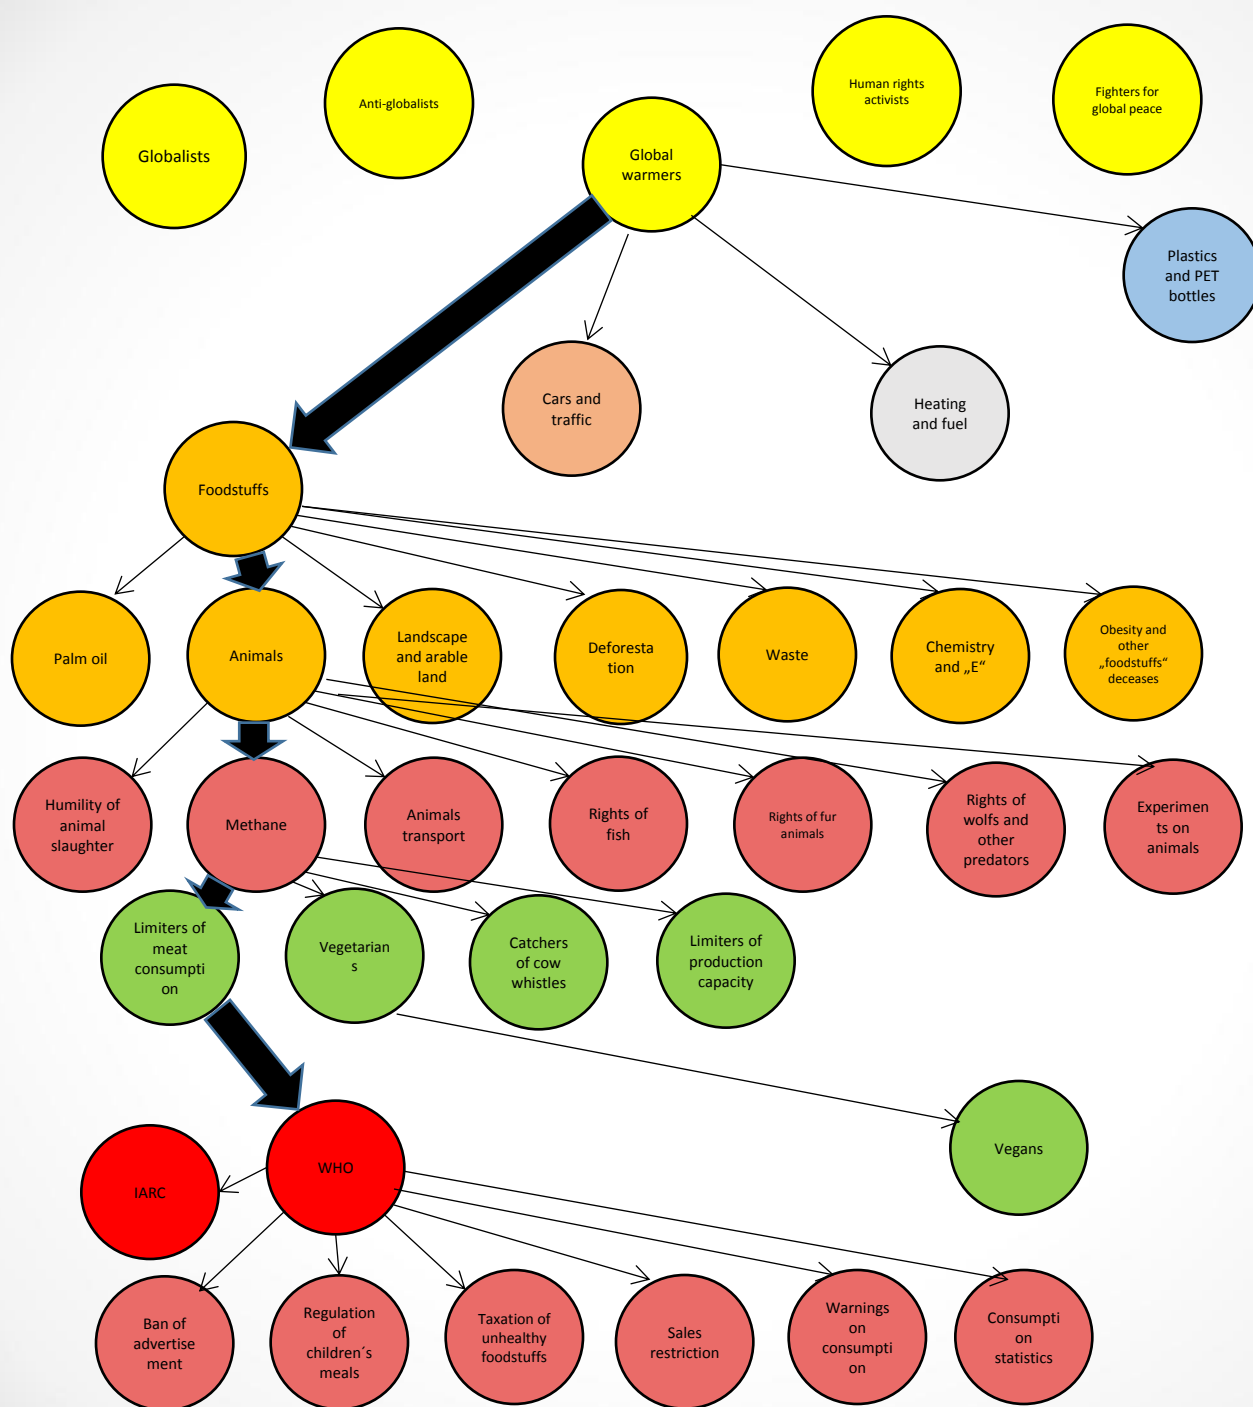 Globalists
Anti-globalists
Global
warmers
Human rights
activists
Fighters for
global peace
Plastics
and PET
bottles
Cars and
traffic
Heating
and fuel
Foodstuffs
Palm oil
Animals
Landscape
and arable
land
Deforesta
tion
Waste
Chemistry
and „E“
Obesity and
other
„foodstuffs“
deceases
Humility of
animal
slaughter
Methane
Animals
transport
Rights of
fish
Rights of fur
animals
Rights of
wolfs and
other
predators
Experimen
ts on
animals
Limiters of
meat
consumpti
on
Vegetarian
s
Catchers
of cow
whistles
Limiters of
production
capacity
Vegans
IARC
WHO
Ban of
advertise
ment
Regulation
of
children´s
meals
Taxation of
unhealthy
foodstuffs
Sales
restriction
Warnings
on
consumpti
on
Consumpti
on
statistics